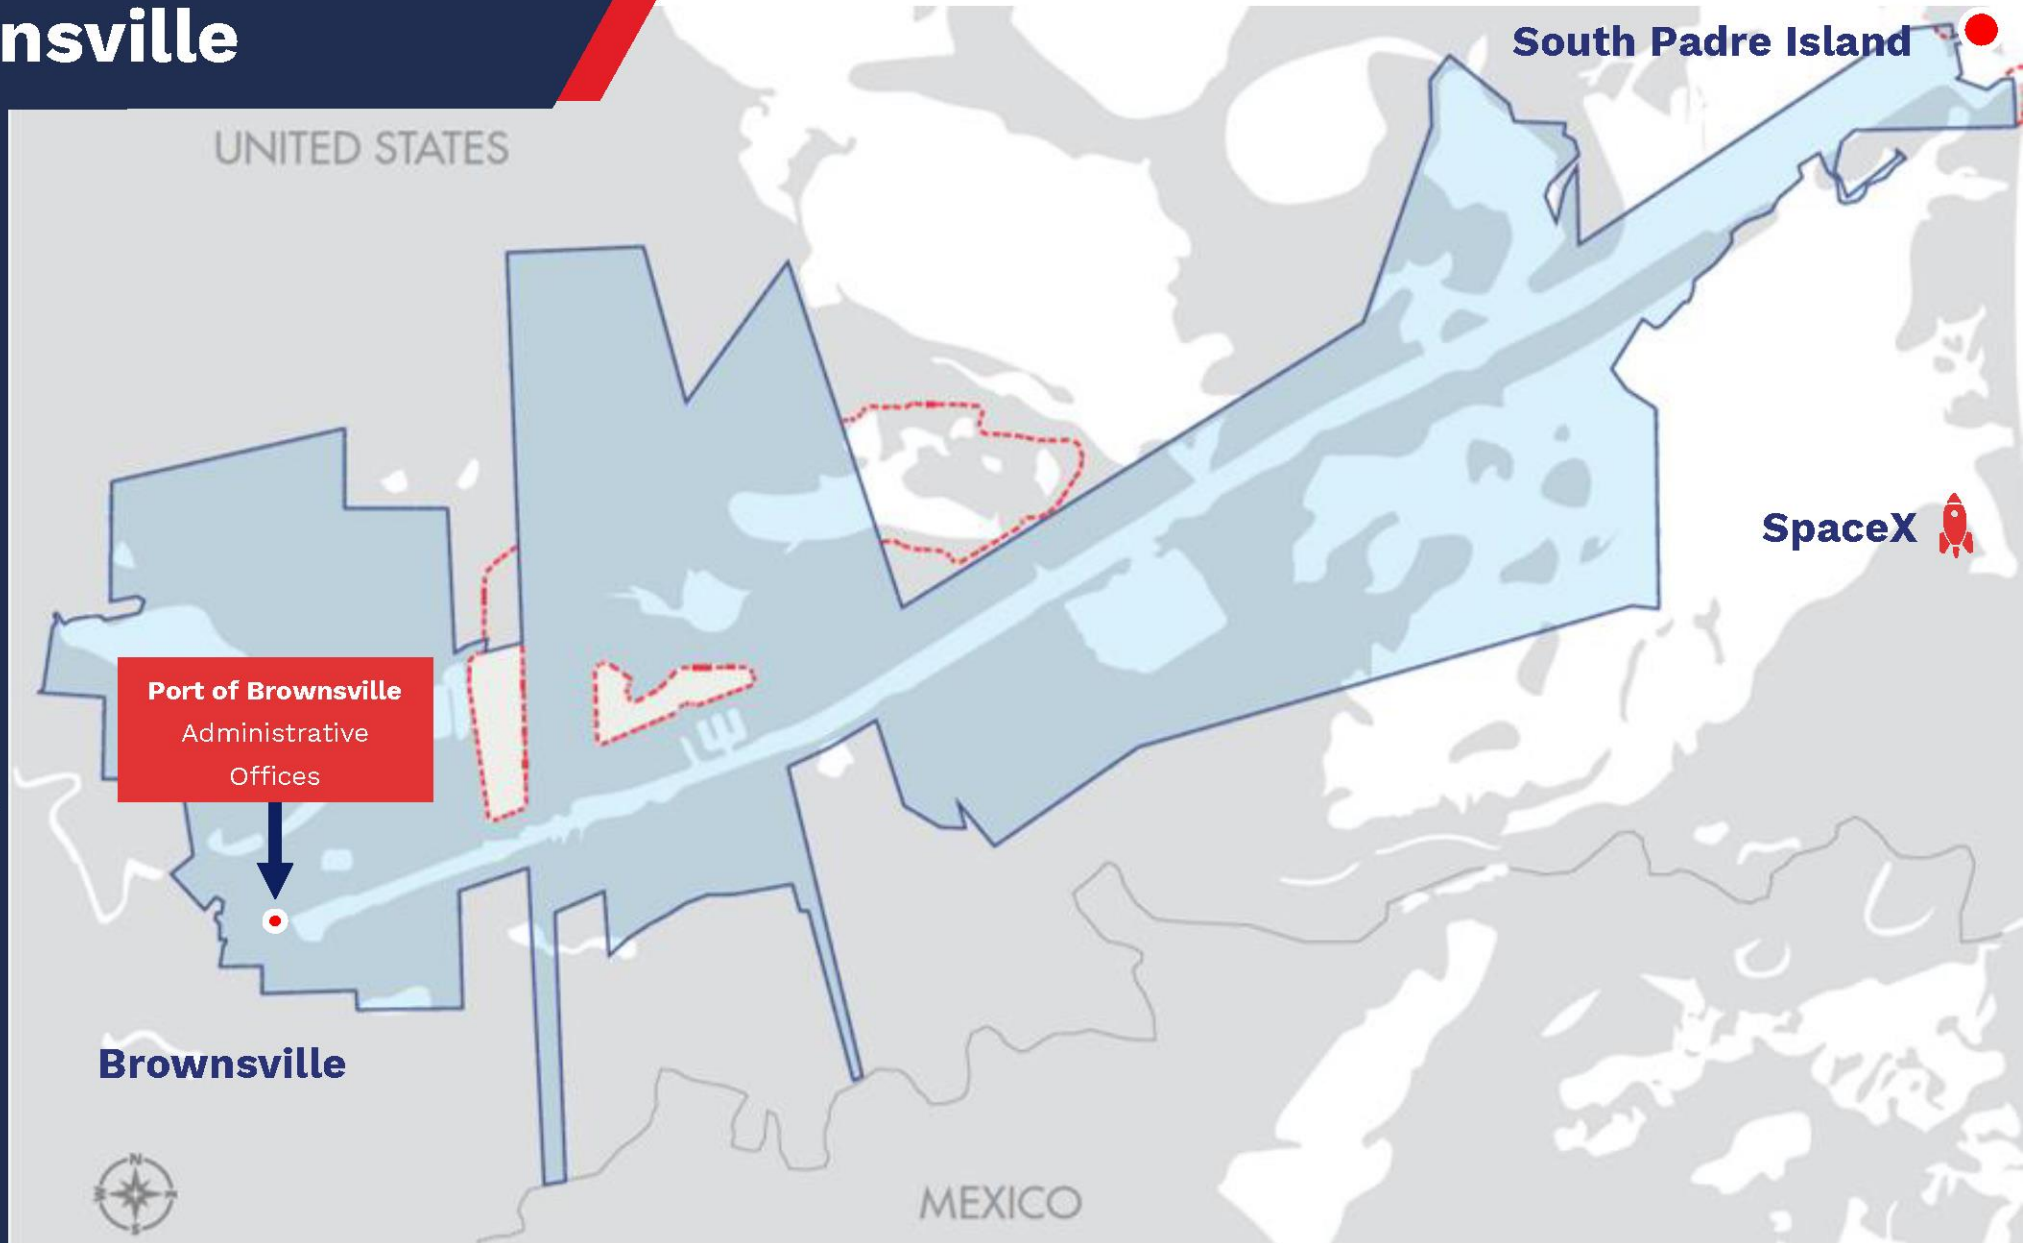 nsville
South Padre Island
UNITED STATES
SpaceX
Port of Brownsville
Administrative
Offices
Brownsville
N
W
S
MEXICO